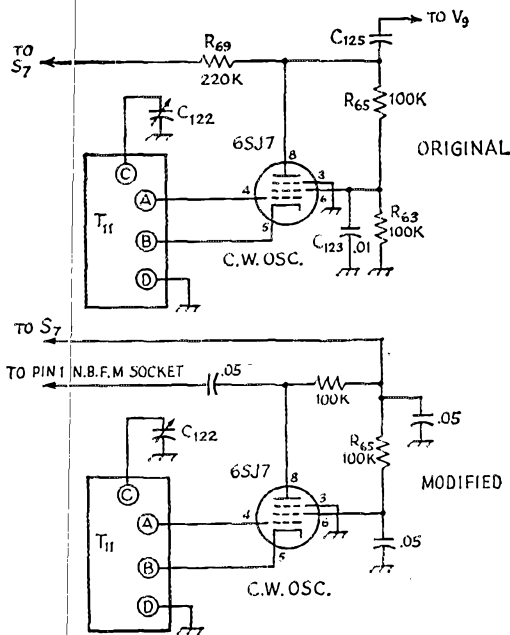 TO V9
C125
TO S7
R69
220K
R65 100K
C122
ORIGINAL
6SJ7
8
C
3
6
4
A
T11
5
B
R63 100K
C123 .01
C.W. OSC.
D
TO S7
TO PIN 1 N.B.F.M SOCKET
.05
100K
.05
C122
R65 100K
6SJ7
8
MODIFIED
C
3
6
4
A
T11
5
B
.05
C.W. OSC.
D